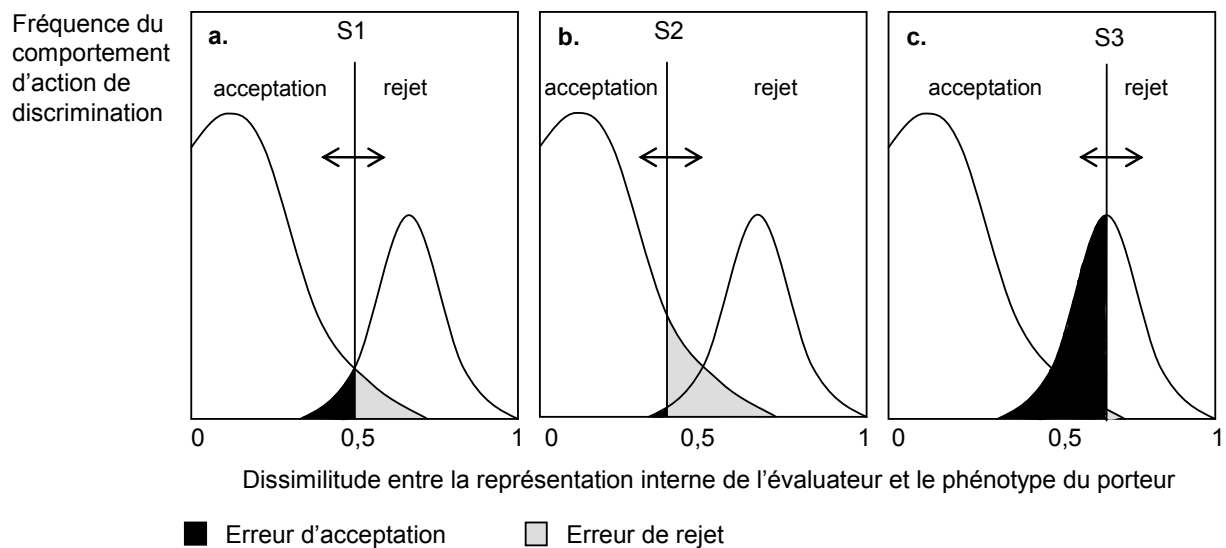 Fréquence du
comportement
d'action de
discrimination
a.
S1
acceptation
rejet
0
0,5
1
b.
S2
acceptation
rejet
0
0,5
1
c.
S3
acceptation
rejet
0
0,5
1
Dissimilitude entre la représentation interne de l'évaluateur et le phénotype du porteur
Erreur d'acceptation
Erreur de rejet